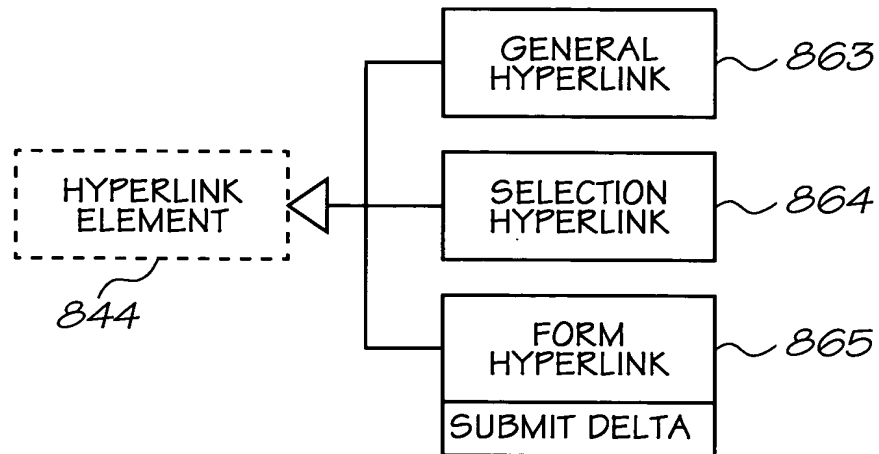 GENERAL
HYPERLINK
863
HYPERLINK
ELEMENT
844
SELECTION
HYPERLINK
864
FORM
HYPERLINK
865
SUBMIT DELTA